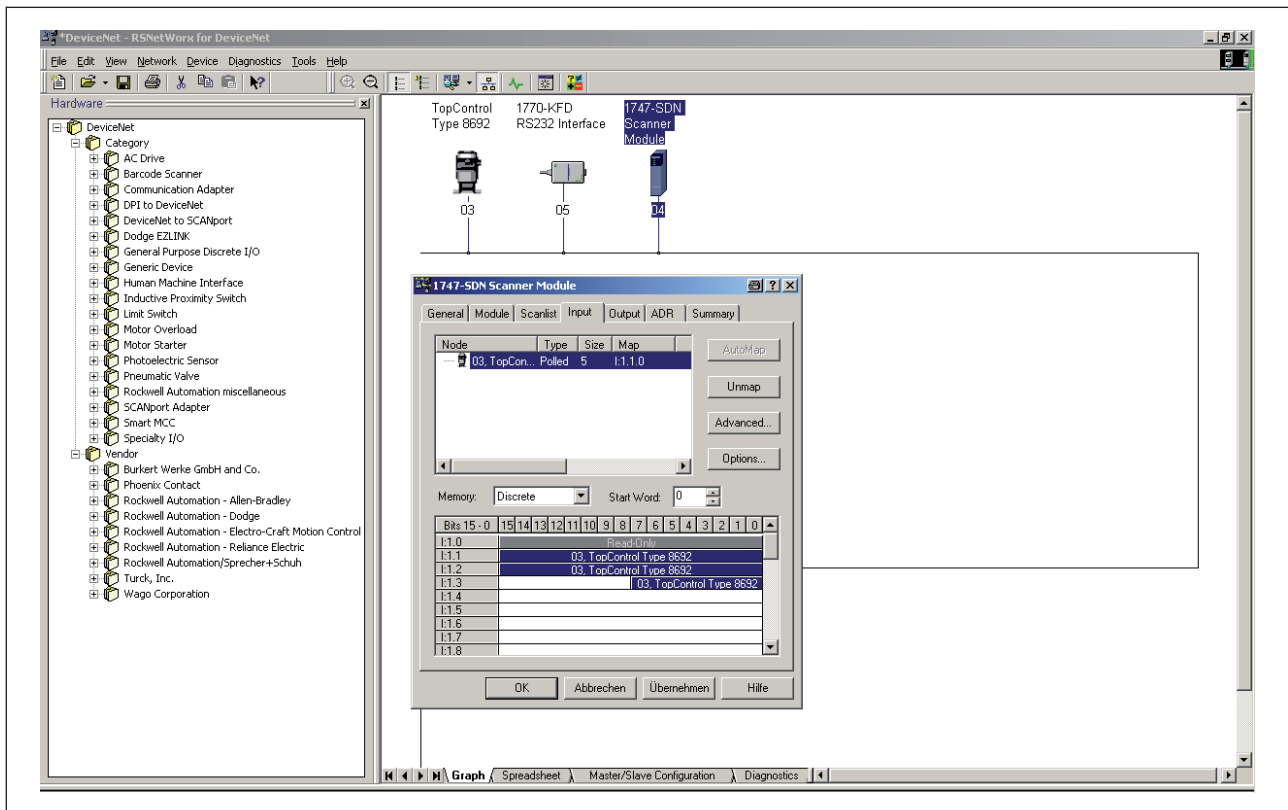 *DeviceNet - RSNetWorx for DeviceNet
File Edit View Network Device Diagnostics Tools Help
Hardware
DeviceNet
Category
AC Drive
Barcode Scanner
Communication Adapter
DPI to DeviceNet
DeviceNet to SCANport
Dodge EZLINK
General Purpose Discrete I/O
Generic Device
Human Machine Interface
Inductive Proximity Switch
Limit Switch
Motor Overload
Motor Starter
Photoelectric Sensor
Pneumatic Valve
Rockwell Automation miscellaneous
SCANport Adapter
Smart MCC
Specialty I/O
Vendor
Burkert Werke GmbH and Co.
Phoenix Contact
Rockwell Automation - Allen-Bradley
Rockwell Automation - Dodge
Rockwell Automation - Electro-Craft Motion Control
Rockwell Automation - Reliance Electric
Rockwell Automation/Sprecher+Schuh
Turck, Inc.
Wago Corporation
TopControl 1770-KFD 1747-SDN
Type 8692 RS232 Interface Scanner
Module
03 05 04
1747-SDN Scanner Module
General Module Scanlist Input Output ADR Summary
Node Type Size Map
03, TopCon... Polled 5 I:1.1.0
AutoMap
Unmap
Advanced...
Options...
Memory: Discrete Start Word: 0
Bits 15 - 0 15 14 13 12 11 10 9 8 7 6 5 4 3 2 1 0
I:1.0 Read-Only
I:1.1 03, TopControl Type 8692
I:1.2 03, TopControl Type 8692
I:1.3 03, TopControl Type 8692
I:1.4
I:1.5
I:1.6
I:1.7
I:1.8
OK Abbrechen Übernehmen Hilfe
Graph Spreadsheet Master/Slave Configuration Diagnostics